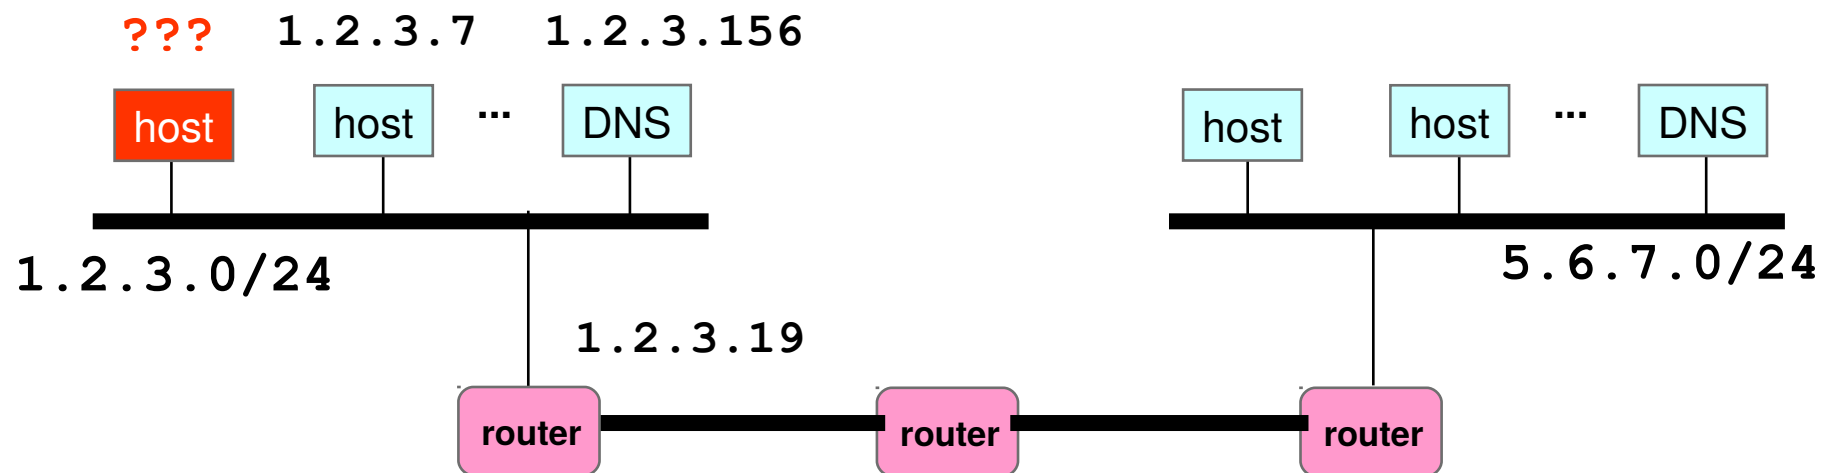 ??? 1.2.3.7 1.2.3.156
host host ... DNS host host ... DNS
1.2.3.0/24 5.6.7.0/24
1.2.3.19
router router router